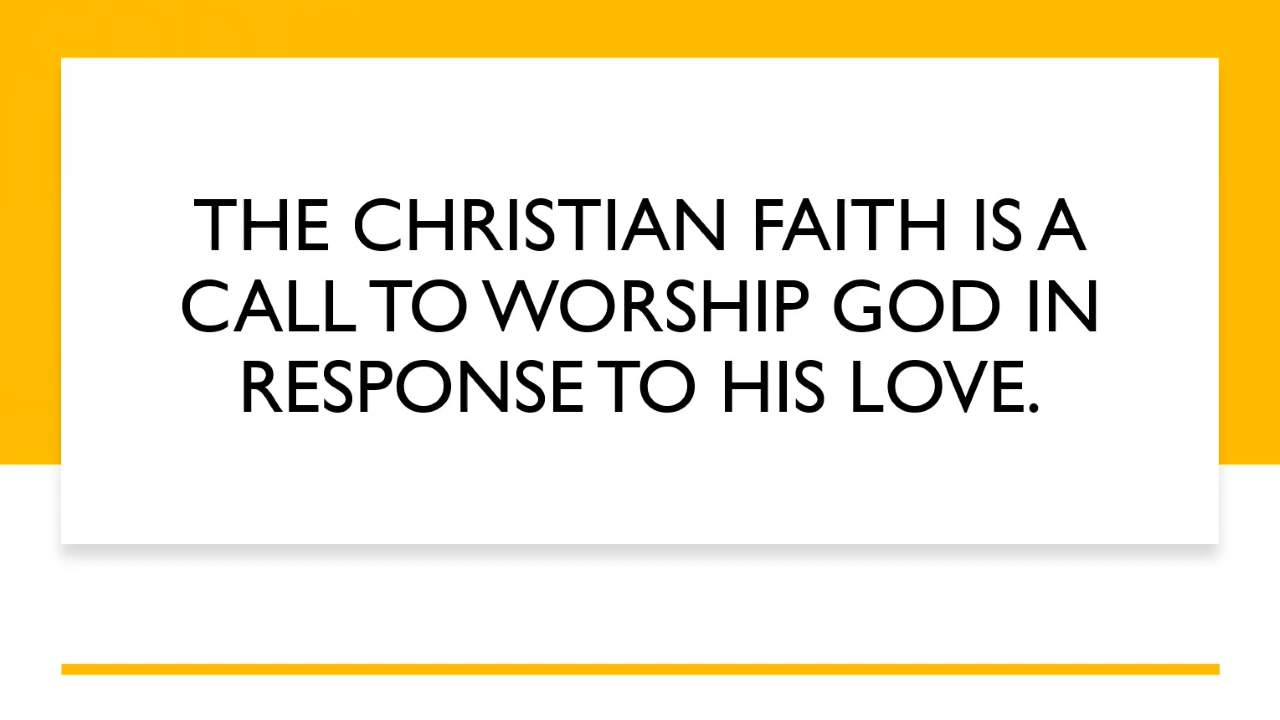 THE CHRISTIAN FAITH IS A
CALL TO WORSHIP GOD IN
RESPONSE TO HIS LOVE.